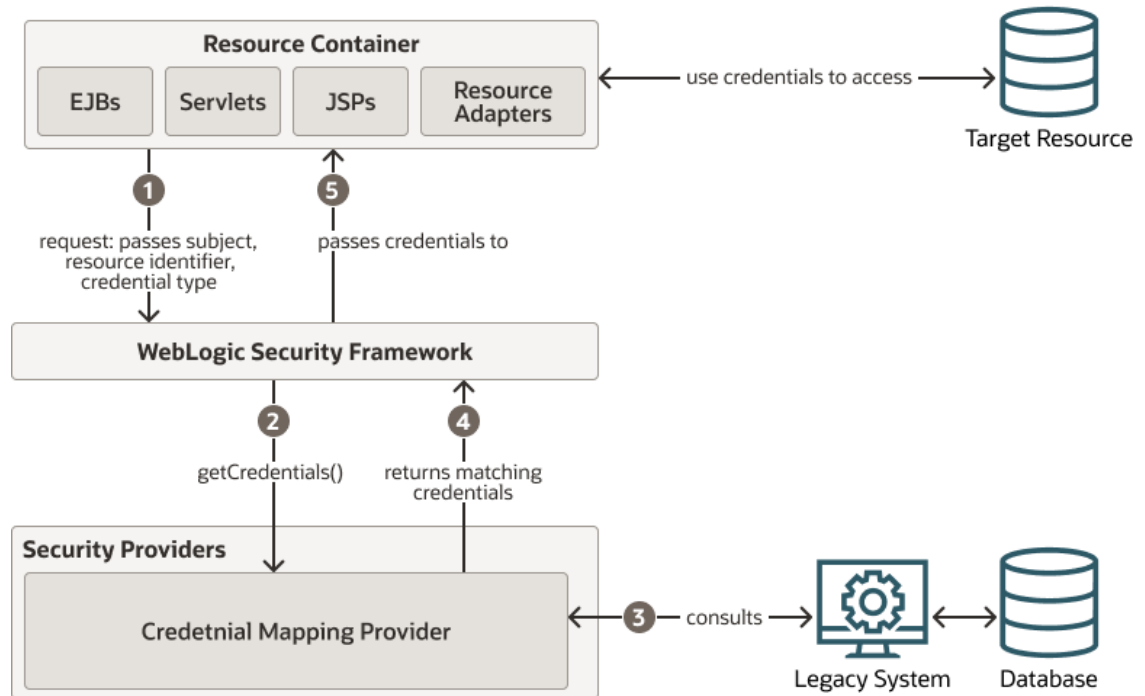 Resource Container
EJBs
Servlets
JSPs
Resource
Adapters
use credentials to access
Target Resource
1
5
request: passes subject,
resource identifier,
credential type
passes credentials to
WebLogic Security Framework
2
4
getCredentials()
returns matching
credentials
Security Providers
Credetnial Mapping Provider
3
consults
Legacy System
Database